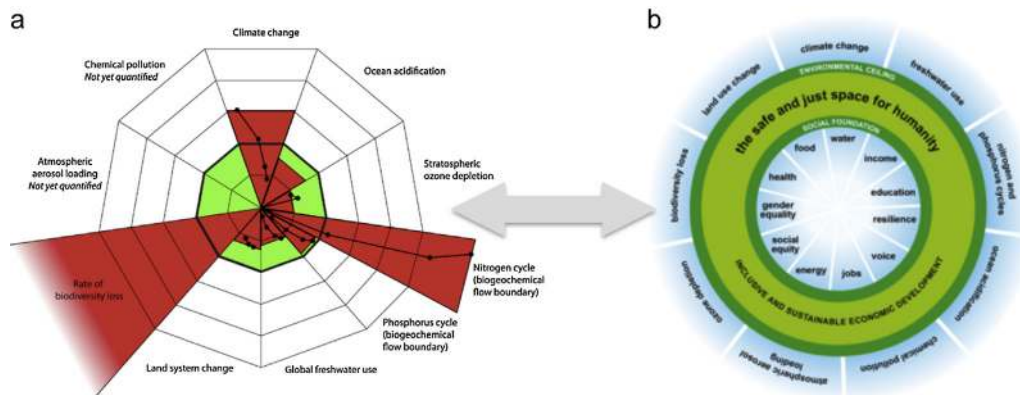 a
Climate change
Chemical pollution
Not yet quantified
Ocean acidification
Atmospheric
aerosol loading
Not yet quantified
Stratospheric
ozone depletion
Rate of
biodiversity loss
Nitrogen cycle
(biogeochemical
flow boundary)
Phosphorus cycle
(biogeochemical
flow boundary)
Land system change
Global freshwater use
b
climate change
freshwater use
nitrogen and
phosphorus cycles
ocean acidification
chemical pollution
atmospheric aerosol
loading
ozone depletion
biodiversity loss
land use change
ENVIRONMENTAL CEILING
the safe and just space for humanity
SOCIAL FOUNDATION
water
income
education
resilience
voice
jobs
energy
social
equity
gender
equality
health
food
INCLUSIVE AND SUSTAINABLE ECONOMIC DEVELOPMENT